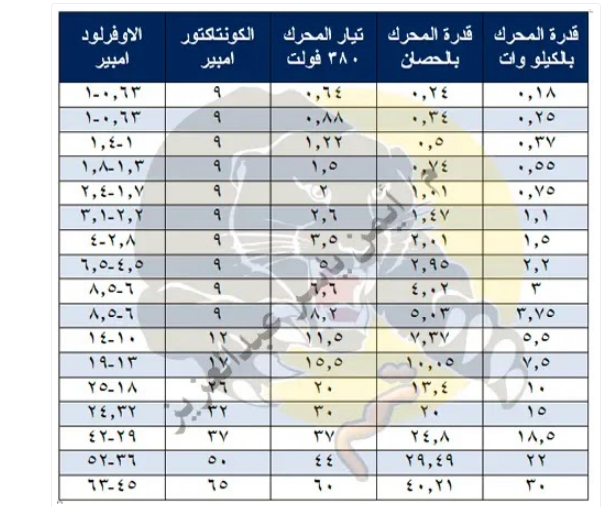 قدرة المحرك بالكيلو وات | قدرة المحرك بالحصان | تيار المحرك ٣٨٠ فولت | الكونتاكتور امبير | الاوفرلود امبير
٠,١٨ | ٠,٢٤ | ٠,٦٤ | ٩ | ٠,٦٣-١
٠,٢٥ | ٠,٣٤ | ٠,٨٨ | ٩ | ٠,٦٣-١
٠,٣٧ | ٠,٥ | ١,٢٢ | ٩ | ١-١,٤
٠,٥٥ | ٠,٧٤ | ١,٥ | ٩ | ١,٣-١,٨
٠,٧٥ | ١,٠١ | ٢ | ٩ | ١,٧-٢,٤
١,١ | ١,٤٧ | ٢,٦ | ٩ | ٢,٢-٣,١
١,٥ | ٢,٠١ | ٣,٥ | ٩ | ٢,٨-٤
٢,٢ | ٢,٩٥ | ٥ | ٩ | ٤,٥-٦,٥
٣ | ٤,٠٢ | ٦,٦ | ٩ | ٦-٨,٥
٣,٧٥ | ٥,٠٣ | ٨,٢ | ٩ | ٦-٨,٥
٥,٥ | ٧,٣٧ | ١١,٥ | ١٢ | ١٠-١٤
٧,٥ | ١٠,٠٥ | ١٥,٥ | ١٧ | ١٣-١٩
١٠ | ١٣,٤ | ٢٠ | ٢٦ | ١٨-٢٥
١٥ | ٢٠ | ٣٠ | ٣٢ | ٢٤,٣٢
١٨,٥ | ٢٤,٨ | ٣٧ | ٣٧ | ٢٩-٤٢
٢٢ | ٢٩,٤٩ | ٤٤ | ٥٠ | ٣٦-٥٢
٣٠ | ٤٠,٢١ | ٦٠ | ٦٥ | ٤٥-٦٣
م ايمن ياسر عبدالعزيز